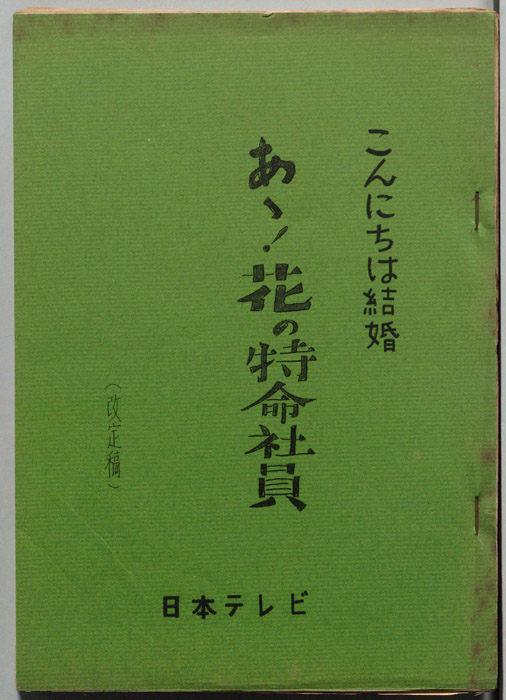 こんにちは結婚
あゝ!花の特命社員
(改定稿)
日本テレビ